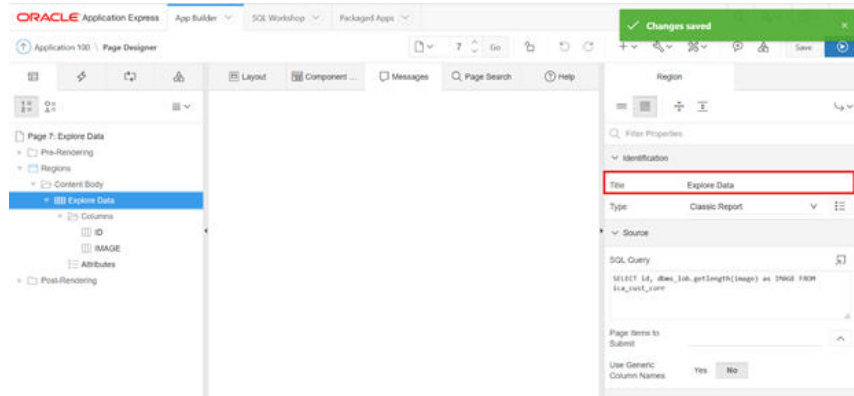 ORACLE Application Express App Builder SQL Workshop Packaged Apps
Changes saved
Application 100 \ Page Designer 7 Go Save
Layout Component ... Messages Page Search Help Region
Filter Properties
Page 7: Explore Data
Pre-Rendering
Identification
Regions
Content Body
Title Explore Data
Explore Data
Type Classic Report
Columns
ID
Source
IMAGE
Attributes
SQL Query
Post-Rendering
SELECT id, dbms_lob.getlength(image) as IMAGE FROM
ica_cust_corr
Page Items to
Submit
Use Generic
Column Names Yes No